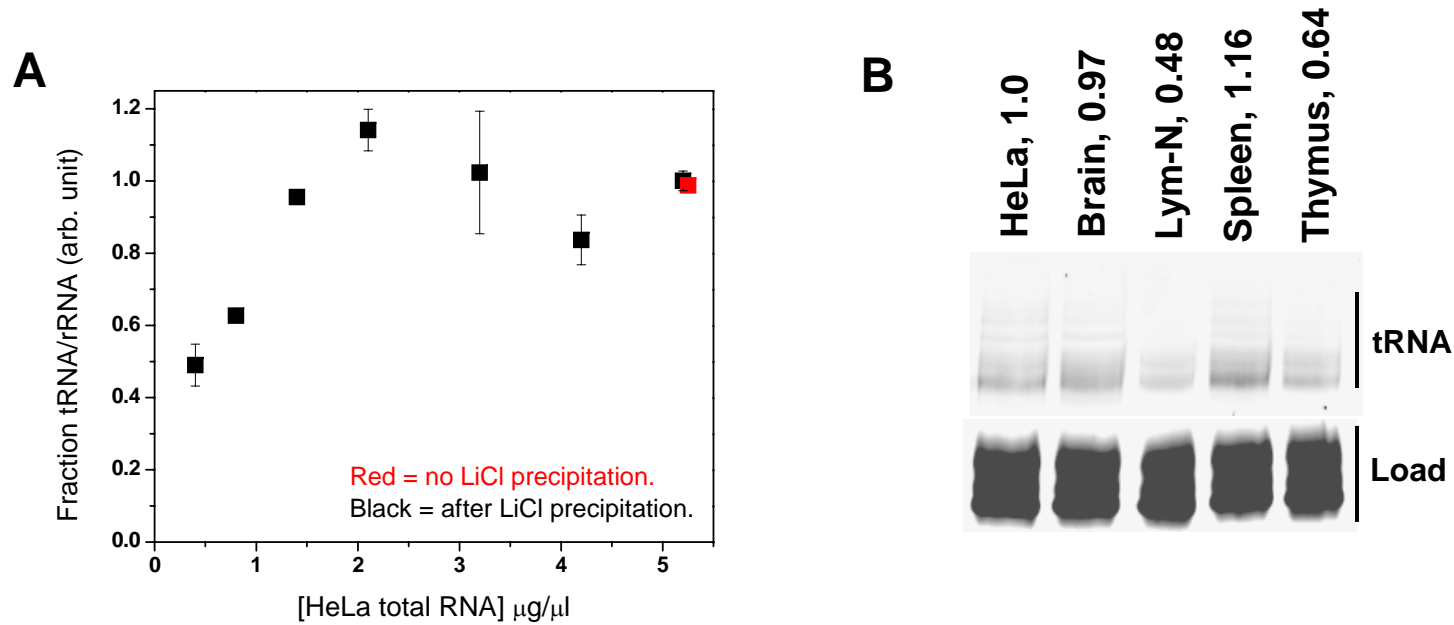 A
Fraction tRNA/rRNA (arb. unit)
1.2
1.0
0.8
0.6
0.4
0.2
0.0
0
1
2
3
4
5
[HeLa total RNA] μg/μl
Red = no LiCl precipitation.
Black = after LiCl precipitation.
B
HeLa, 1.0
Brain, 0.97
Lym-N, 0.48
Spleen, 1.16
Thymus, 0.64
tRNA
Load